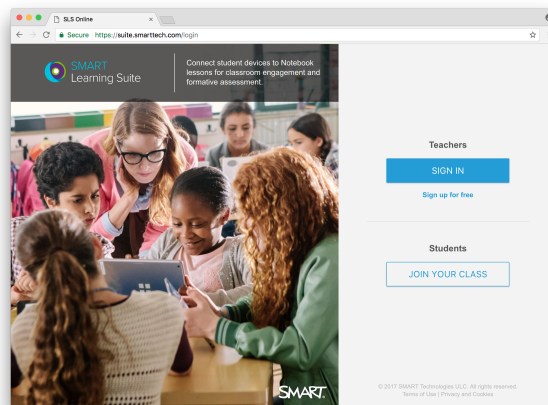 SLS Online
Secure https://suite.smarttech.com/login
SMART
Learning Suite
Connect student devices to Notebook
lessons for classroom engagement and
formative assessment.
Teachers
SIGN IN
Sign up for free
Students
JOIN YOUR CLASS
SMART
© 2017 SMART Technologies ULC. All rights reserved.
Terms of Use | Privacy and Cookies